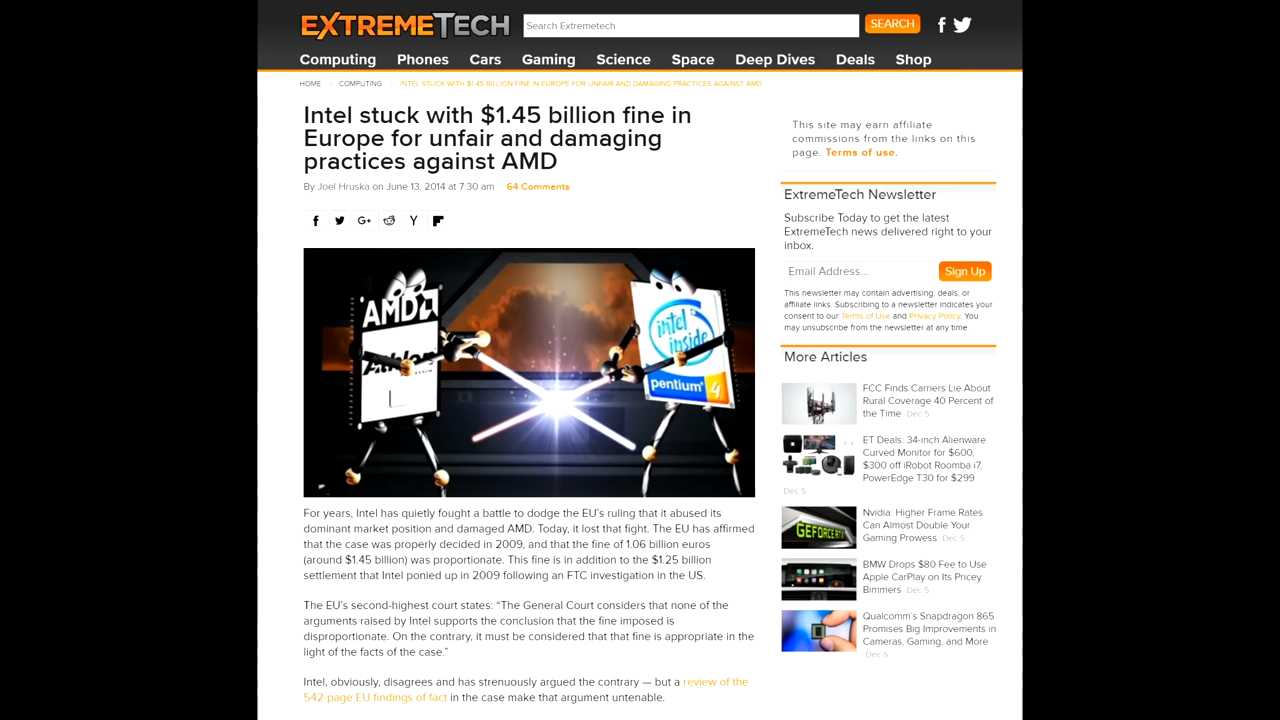 EXTREMETECH
Search Extremetech
SEARCH
Computing Phones Cars Gaming Science Space Deep Dives Deals Shop
HOME COMPUTING INTEL STUCK WITH $1.45 BILLION FINE IN EUROPE FOR UNFAIR AND DAMAGING PRACTICES AGAINST AMD
Intel stuck with $1.45 billion fine in
Europe for unfair and damaging
practices against AMD
By Joel Hruska on June 13, 2014 at 7:30 am 64 Comments
AMD
Athlon
intel
inside
pentium 4
For years, Intel has quietly fought a battle to dodge the EU's ruling that it abused its
dominant market position and damaged AMD. Today, it lost that fight. The EU has affirmed
that the case was properly decided in 2009, and that the fine of 1.06 billion euros
(around $1.45 billion) was proportionate. This fine is in addition to the $1.25 billion
settlement that Intel ponied up in 2009 following an FTC investigation in the US.
The EU's second-highest court states: “The General Court considers that none of the
arguments raised by Intel supports the conclusion that the fine imposed is
disproportionate. On the contrary, it must be considered that that fine is appropriate in the
light of the facts of the case.”
Intel, obviously, disagrees and has strenuously argued the contrary — but a review of the
542-page EU findings of fact in the case make that argument untenable.
This site may earn affiliate
commissions from the links on this
page. Terms of use.
ExtremeTech Newsletter
Subscribe Today to get the latest
ExtremeTech news delivered right to your
inbox.
Email Address...
Sign Up
This newsletter may contain advertising, deals, or
affiliate links. Subscribing to a newsletter indicates your
consent to our Terms of Use and Privacy Policy. You
may unsubscribe from the newsletter at any time.
More Articles
FCC Finds Carriers Lie About
Rural Coverage 40 Percent of
the Time Dec 5
ET Deals: 34-inch Alienware
Curved Monitor for $600,
$300 off iRobot Roomba i7,
PowerEdge T30 for $299
Dec 5
GEFORCE RTX
Nvidia: Higher Frame Rates
Can Almost Double Your
Gaming Prowess Dec 5
BMW Drops $80 Fee to Use
Apple CarPlay on Its Pricey
Bimmers Dec 5
Qualcomm's Snapdragon 865
Promises Big Improvements in
Cameras, Gaming, and More
Dec 5